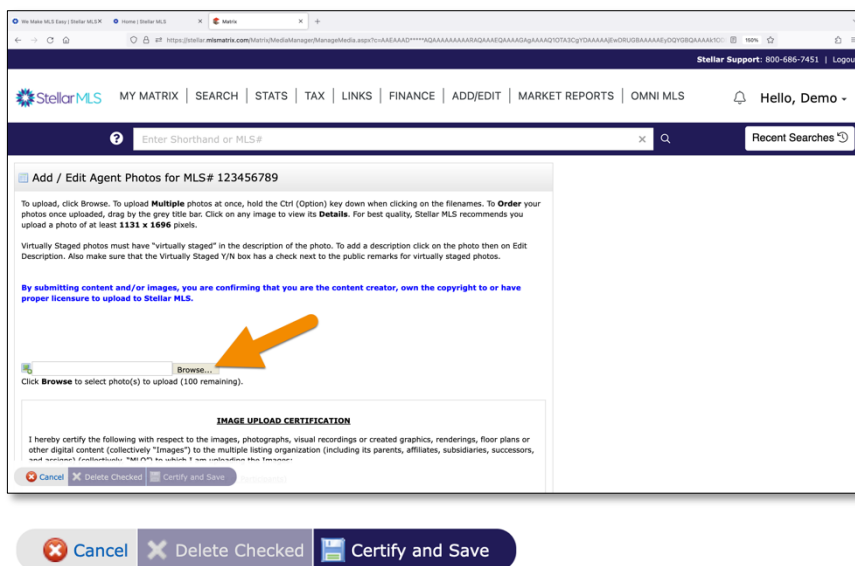 We Make MLS Easy | Stellar MLS
Home | Stellar MLS
Matrix
150%
Stellar Support: 800-686-7451 | Logou
StellarMLS
MY MATRIX | SEARCH | STATS | TAX | LINKS | FINANCE | ADD/EDIT | MARKET REPORTS | OMNI MLS
Hello, Demo
Enter Shorthand or MLS#
Recent Searches
Add / Edit Agent Photos for MLS# 123456789
To upload, click Browse. To upload Multiple photos at once, hold the Ctrl (Option) key down when clicking on the filenames. To Order your
photos once uploaded, drag by the grey title bar. Click on any image to view its Details. For best quality, Stellar MLS recommends you
upload a photo of at least 1131 x 1696 pixels.
Virtually Staged photos must have "virtually staged" in the description of the photo. To add a description click on the photo then on Edit
Description. Also make sure that the Virtually Staged Y/N box has a check next to the public remarks for virtually staged photos.
By submitting content and/or images, you are confirming that you are the content creator, own the copyright to or have
proper licensure to upload to Stellar MLS.
Browse...
Click Browse to select photo(s) to upload (100 remaining).
IMAGE UPLOAD CERTIFICATION
I hereby certify the following with respect to the images, photographs, visual recordings or created graphics, renderings, floor plans or
other digital content (collectively "Images") to the multiple listing organization (including its parents, affiliates, subsidiaries, successors,
and assigns) (collectively, "MLO") to which I am uploading the Images:
Cancel Delete Checked Certify and Save
Cancel Delete Checked Certify and Save